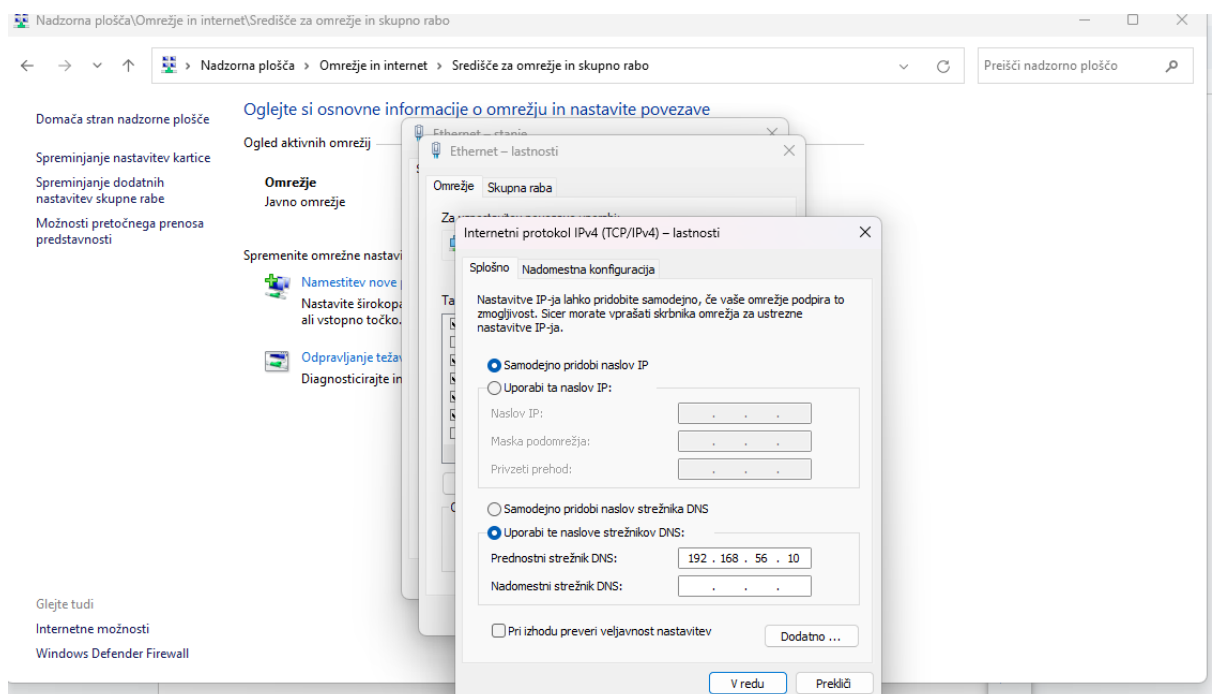 Nadzorna plošča\Omrežje in internet\Središče za omrežje in skupno rabo
Nadzorna plošča › Omrežje in internet › Središče za omrežje in skupno rabo
Preišči nadzorno ploščo
Domača stran nadzorne plošče
Spreminjanje nastavitev kartice
Spreminjanje dodatnih
nastavitev skupne rabe
Možnosti pretočnega prenosa
predstavnosti
Oglejte si osnovne informacije o omrežju in nastavite povezave
Ogled aktivnih omrežij
Omrežje
Javno omrežje
Spremenite omrežne nastavi
Namestitev nove
Nastavite širokopa
ali vstopno točko.
Odpravljanje težav
Diagnosticirajte in
Ethernet – stanje
Ethernet – lastnosti
Omrežje
Skupna raba
Internetni protokol IPv4 (TCP/IPv4) – lastnosti
Splošno
Nadomestna konfiguracija
Nastavitve IP-ja lahko pridobite samodejno, če vaše omrežje podpira to
zmogljivost. Sicer morate vprašati skrbnika omrežja za ustrezne
nastavitve IP-ja.
Samodejno pridobi naslov IP
Uporabi ta naslov IP:
Naslov IP:
Maska podomrežja:
Privzeti prehod:
Samodejno pridobi naslov strežnika DNS
Uporabi te naslove strežnikov DNS:
Prednostni strežnik DNS: 192 . 168 . 56 . 10
Nadomestni strežnik DNS:
Pri izhodu preveri veljavnost nastavitev
Dodatno ...
V redu
Prekliči
Glejte tudi
Internetne možnosti
Windows Defender Firewall